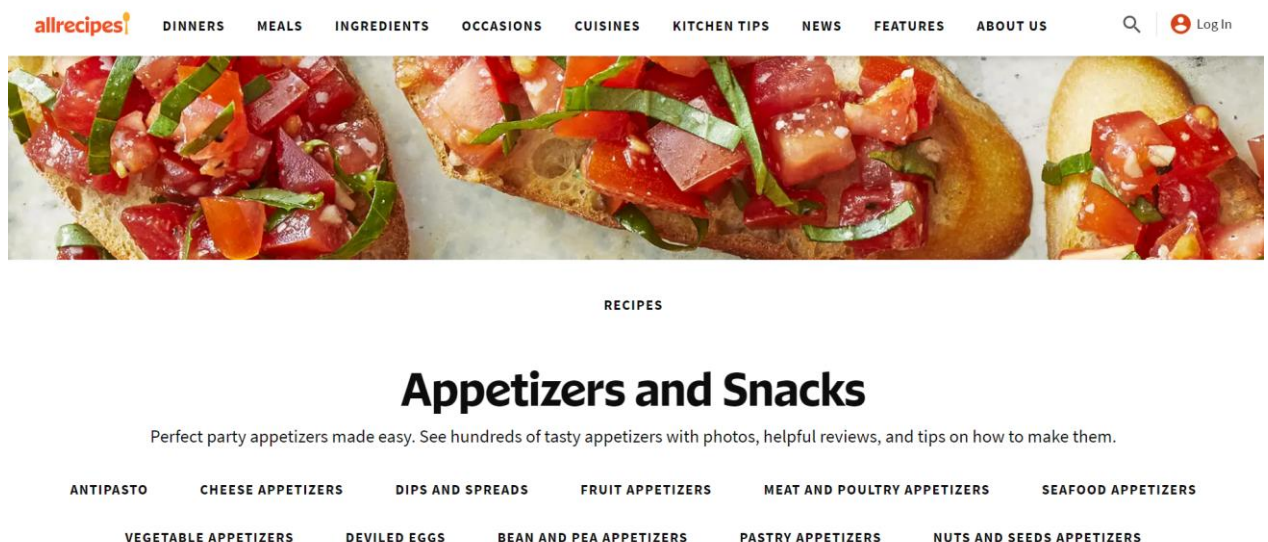 allrecipes DINNERS MEALS INGREDIENTS OCCASIONS CUISINES KITCHEN TIPS NEWS FEATURES ABOUT US Log In
RECIPES
Appetizers and Snacks
Perfect party appetizers made easy. See hundreds of tasty appetizers with photos, helpful reviews, and tips on how to make them.
ANTIPASTO CHEESE APPETIZERS DIPS AND SPREADS FRUIT APPETIZERS MEAT AND POULTRY APPETIZERS SEAFOOD APPETIZERS
VEGETABLE APPETIZERS DEVILED EGGS BEAN AND PEA APPETIZERS PASTRY APPETIZERS NUTS AND SEEDS APPETIZERS